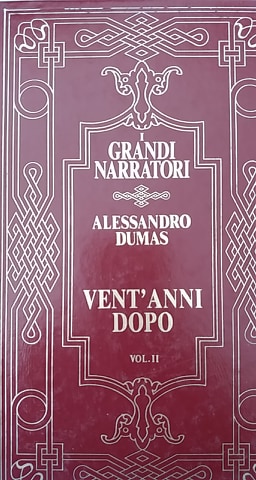 GRANDI
NARRATORI
ALESSANDRO
DUMAS
VENT'ANNI
DOPO
VOL. II